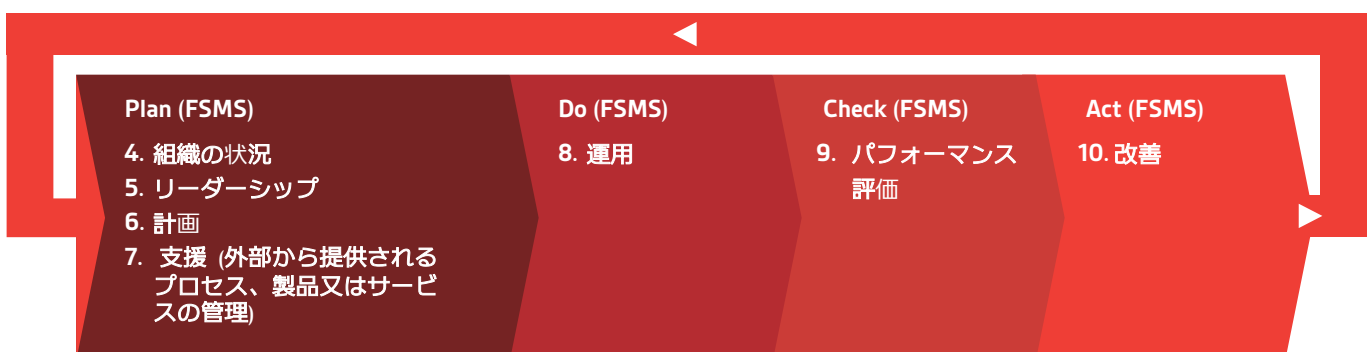 Plan (FSMS)
4. 組織の状況
5. リーダーシップ
6. 計画
7. 支援 (外部から提供される
プロセス、製品又はサービ
スの管理)
Do (FSMS)
8. 運用
Check (FSMS)
9. パフォーマンス
評価
Act (FSMS)
10. 改善